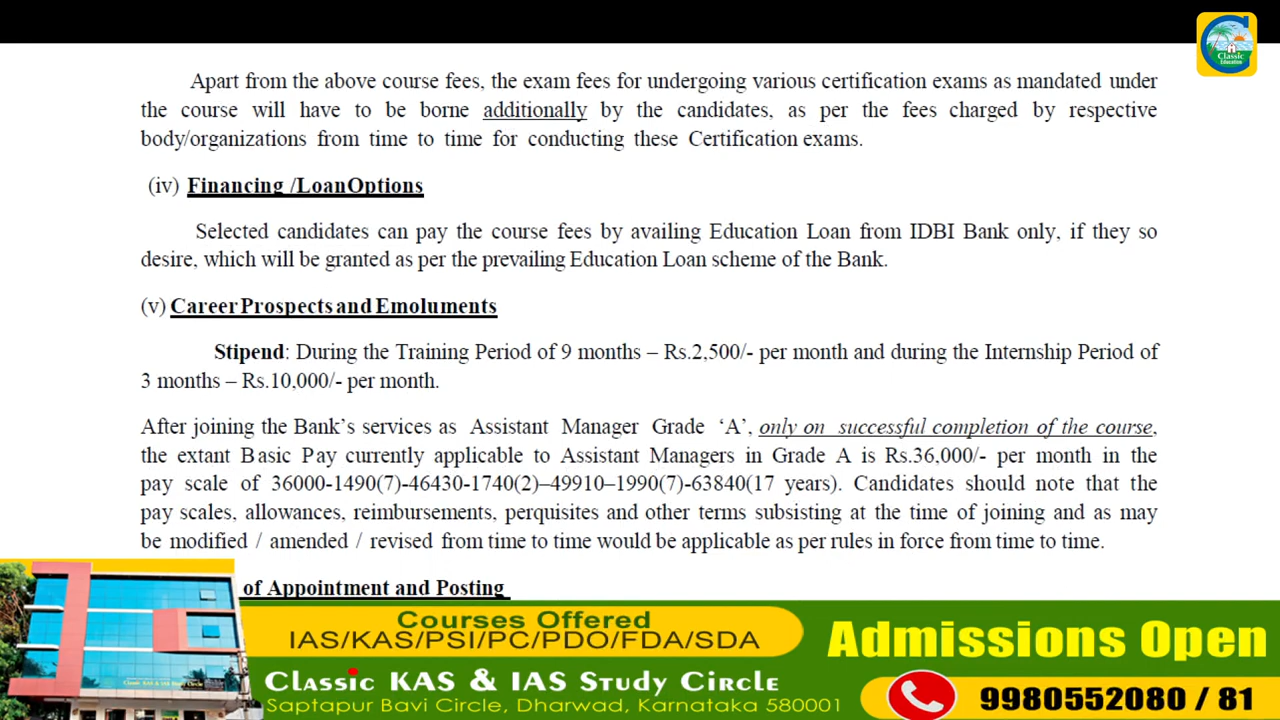 Classic
Education
Apart from the above course fees, the exam fees for undergoing various certification exams as mandated under
the course will have to be borne additionally by the candidates, as per the fees charged by respective
body/organizations from time to time for conducting these Certification exams.
(iv) Financing /LoanOptions
Selected candidates can pay the course fees by availing Education Loan from IDBI Bank only, if they so
desire, which will be granted as per the prevailing Education Loan scheme of the Bank.
(v) Career Prospects and Emoluments
Stipend: During the Training Period of 9 months – Rs.2,500/- per month and during the Internship Period of
3 months – Rs.10,000/- per month.
After joining the Bank's services as Assistant Manager Grade 'A', only on successful completion of the course,
the extant Basic Pay currently applicable to Assistant Managers in Grade A is Rs.36,000/- per month in the
pay scale of 36000-1490(7)-46430-1740(2)–49910–1990(7)-63840(17 years). Candidates should note that the
pay scales, allowances, reimbursements, perquisites and other terms subsisting at the time of joining and as may
be modified / amended / revised from time to time would be applicable as per rules in force from time to time.
of Appointment and Posting
Courses Offered
IAS/KAS/PSI/PC/PDO/FDA/SDA
Classic KAS & IAS Study Circle
Saptapur Bavi Circle, Dharwad, Karnataka 580001
Admissions Open
9980552080 / 81
Classic KAS & IAS Study Circle